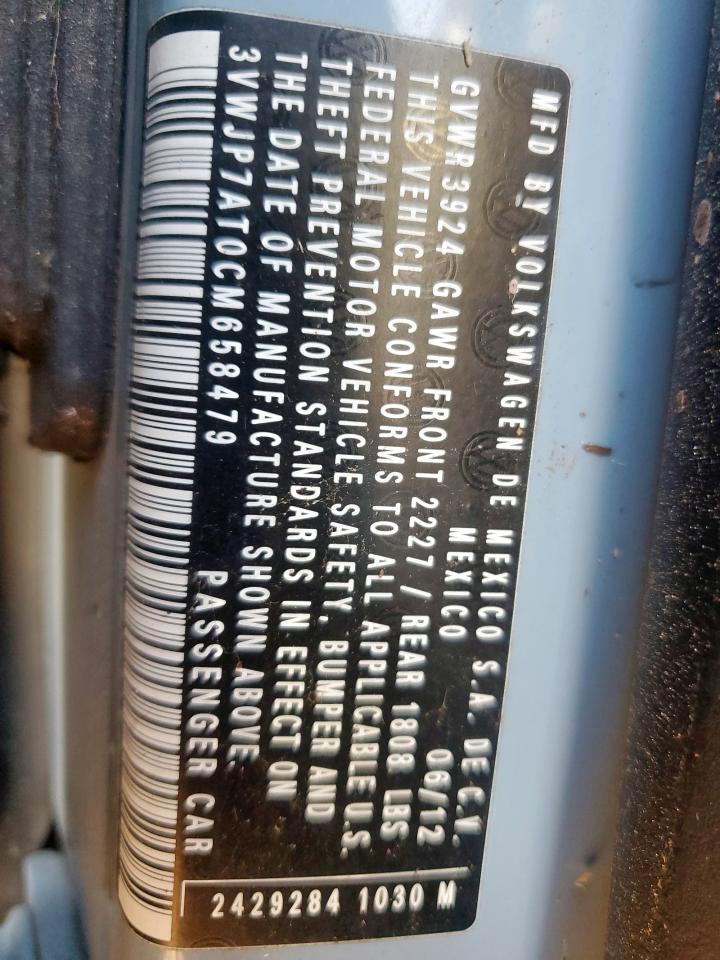 MFD BY VOLKSWAGEN DE MEXICO S.A. DE C.V.
MEXICO 06/12
GVWR3924 GAWR FRONT 2227 / REAR 1808 LBS
THIS VEHICLE CONFORMS TO ALL APPLICABLE U.S.
FEDERAL MOTOR VEHICLE SAFETY, BUMPER AND
THEFT PREVENTION STANDARDS IN EFFECT ON
THE DATE OF MANUFACTURE SHOWN ABOVE.
3VWJP7AT0CM658479 PASSENGER CAR
2429284 1030 M